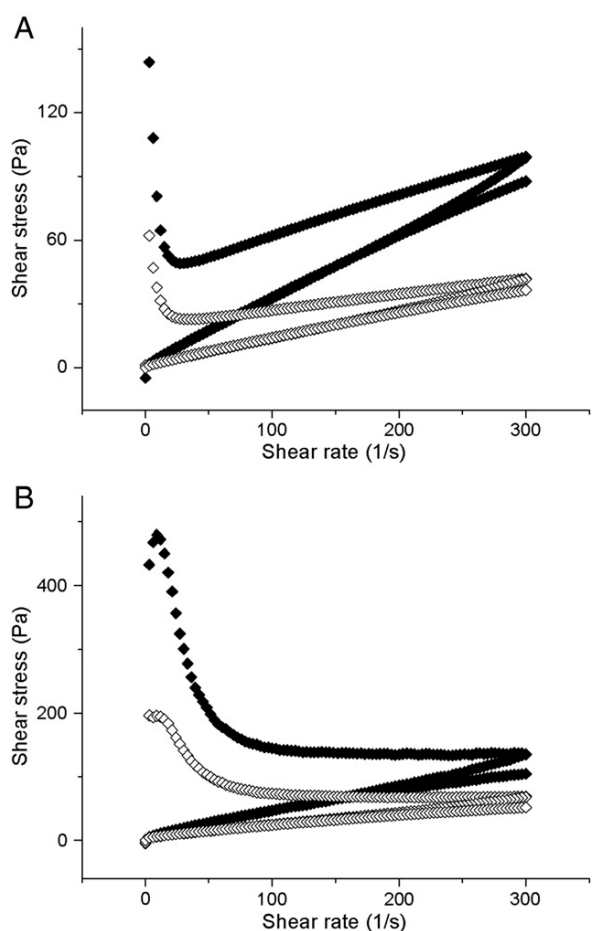 A
Shear stress (Pa)
120
60
0
0 100 200 300
Shear rate (1/s)
B
Shear stress (Pa)
400
200
0
0 100 200 300
Shear rate (1/s)